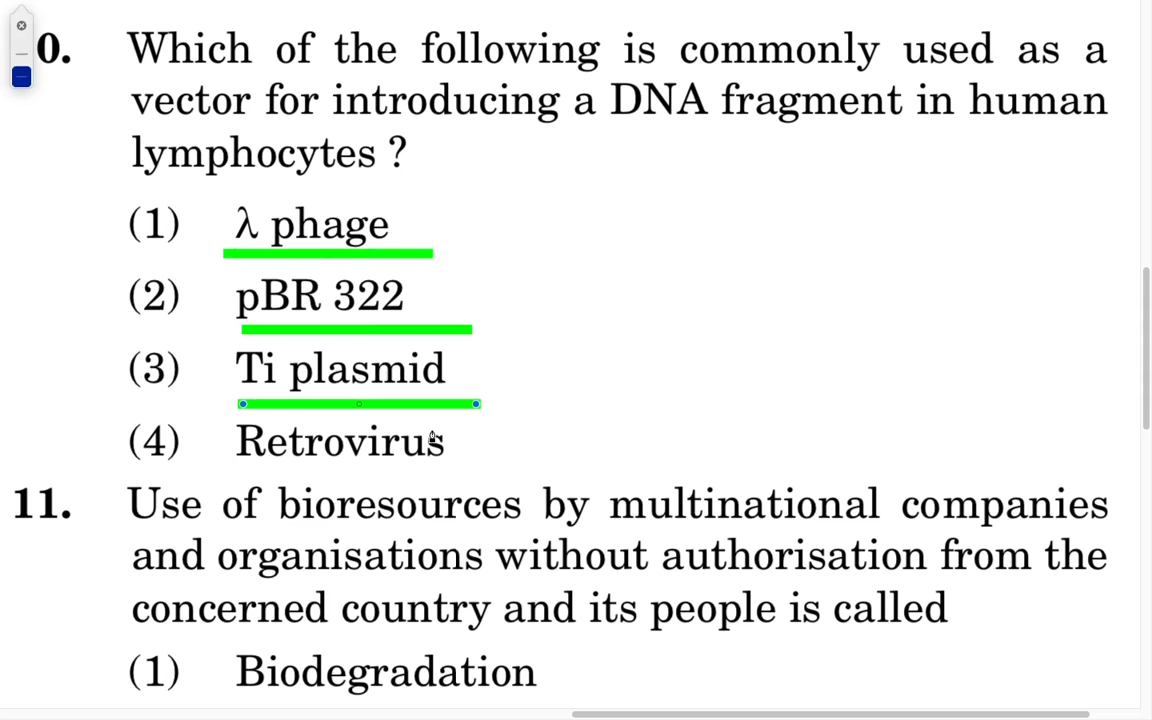 0. Which of the following is commonly used as a
vector for introducing a DNA fragment in human
lymphocytes ?
(1) λ phage
(2) pBR 322
(3) Ti plasmid
(4) Retrovirus
11. Use of bioresources by multinational companies
and organisations without authorisation from the
concerned country and its people is called
(1) Biodegradation